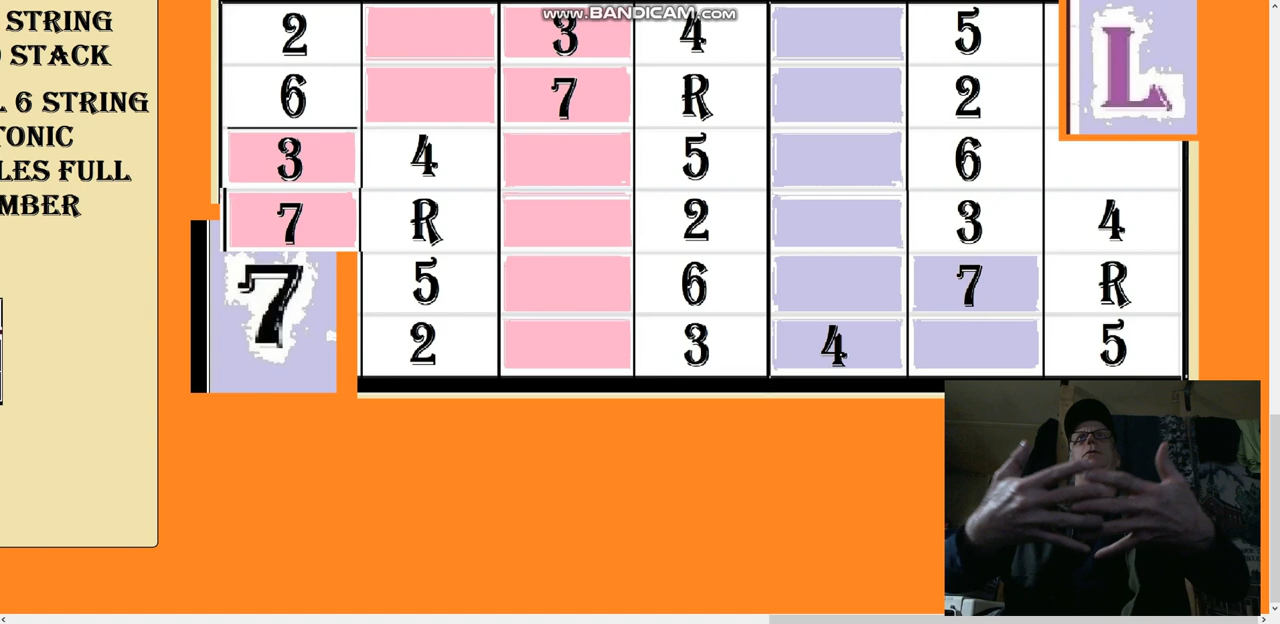 STRING
STACK
6 STRING
TONIC
LES FULL
MBER
www.BANDICAM.com
2 3 4 5
L
6 7 R 2
3 4 5 6
7 R 2 3 4
7 5 6 7 R
2 3 4 5